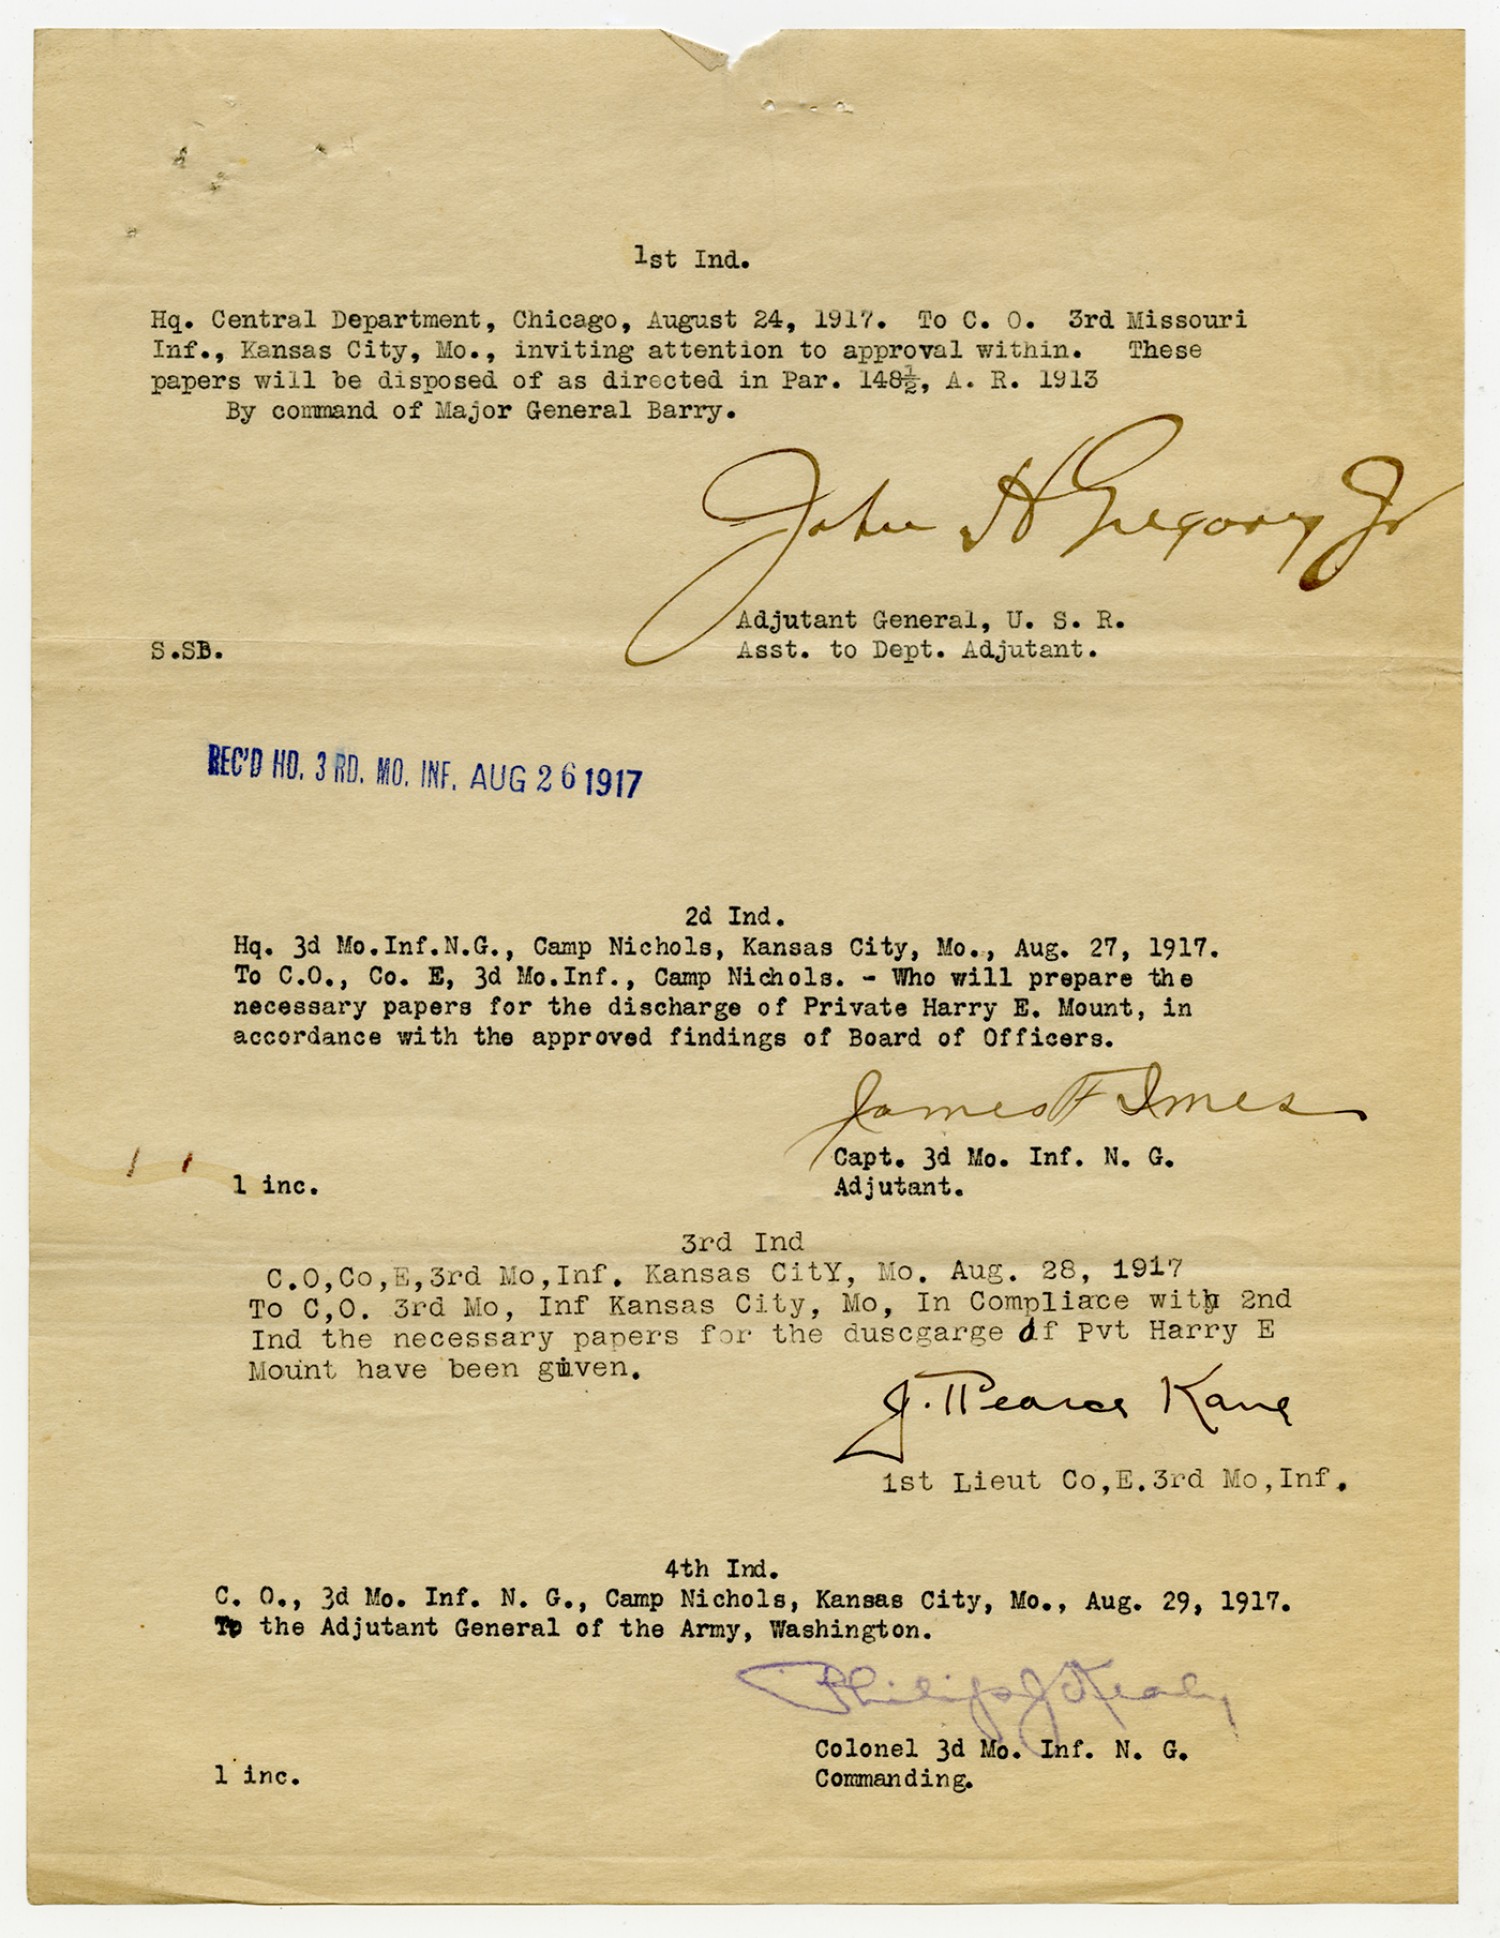 1st Ind.
Hq. Central Department, Chicago, August 24, 1917. To C. O. 3rd Missouri
Inf., Kansas City, Mo., inviting attention to approval within. These
papers will be disposed of as directed in Par. 148½, A. R. 1913
By command of Major General Barry.
John H Gregory Jr
Adjutant General, U. S. R.
S.SB. Asst. to Dept. Adjutant.
REC'D HD. 3 RD. MO. INF. AUG 26 1917
2d Ind.
Hq. 3d Mo.Inf.N.G., Camp Nichols, Kansas City, Mo., Aug. 27, 1917.
To C.O., Co. E, 3d Mo.Inf., Camp Nichols. - Who will prepare the
necessary papers for the discharge of Private Harry E. Mount, in
accordance with the approved findings of Board of Officers.
James F Imes
Capt. 3d Mo. Inf. N. G.
1 inc. Adjutant.
3rd Ind
C.O,Co,E,3rd Mo,Inf. Kansas CitY, Mo. Aug. 28, 1917
To C,O. 3rd Mo, Inf Kansas City, Mo, In Compliace with 2nd
Ind the necessary papers for the duscgarge of Pvt Harry E
Mount have been given.
J. Pearce Kane
1st Lieut Co,E.3rd Mo,Inf.
4th Ind.
C. O., 3d Mo. Inf. N. G., Camp Nichols, Kansas City, Mo., Aug. 29, 1917.
To the Adjutant General of the Army, Washington.
Philip J Kealy
Colonel 3d Mo. Inf. N. G.
1 inc. Commanding.